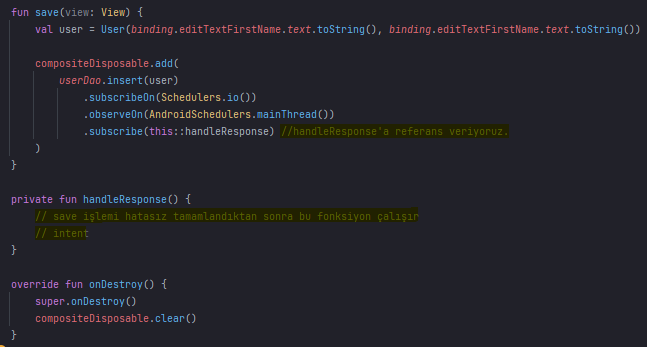 fun save(view: View) {
val user = User(binding.editTextFirstName.text.toString(), binding.editTextFirstName.text.toString())
compositeDisposable.add(
userDao.insert(user)
.subscribeOn(Schedulers.io())
.observeOn(AndroidSchedulers.mainThread())
.subscribe(this::handleResponse) //handleResponse'a referans veriyoruz.
)
}
private fun handleResponse() {
// save işlemi hatasız tamamlandıktan sonra bu fonksiyon çalışır
// intent
}
override fun onDestroy() {
super.onDestroy()
compositeDisposable.clear()
}